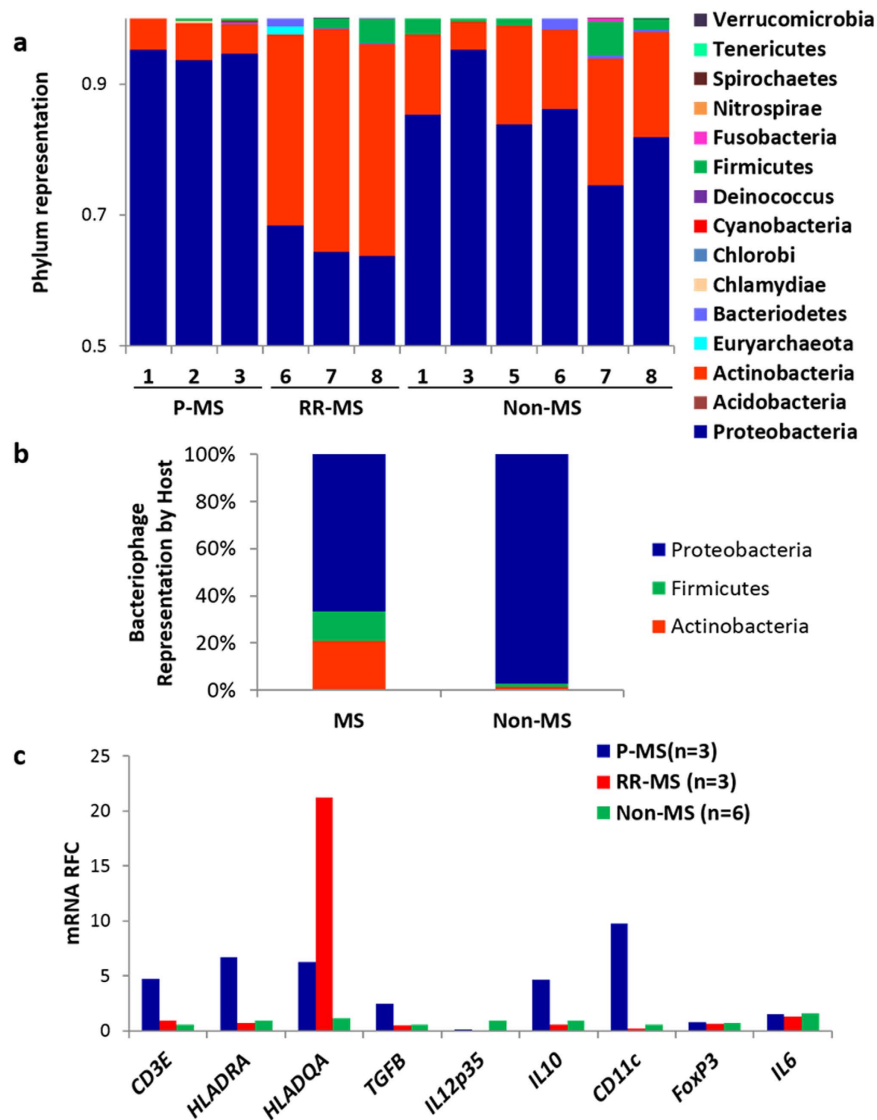 a
Phylum representation
0.9
0.7
0.5
1 2 3 6 7 8 1 3 5 6 7 8
P-MS RR-MS Non-MS
Verrucomicrobia
Tenericutes
Spirochaetes
Nitrospirae
Fusobacteria
Firmicutes
Deinococcus
Cyanobacteria
Chlorobi
Chlamydiae
Bacteriodetes
Euryarchaeota
Actinobacteria
Acidobacteria
Proteobacteria
b
Bacteriophage
Representation by Host
100%
80%
60%
40%
20%
0%
MS Non-MS
Proteobacteria
Firmicutes
Actinobacteria
c
mRNA RFC
25
20
15
10
5
0
P-MS(n=3)
RR-MS (n=3)
Non-MS (n=6)
CD3E HLADRA HLADQA TGFB IL12p35 IL10 CD11c FoxP3 IL6